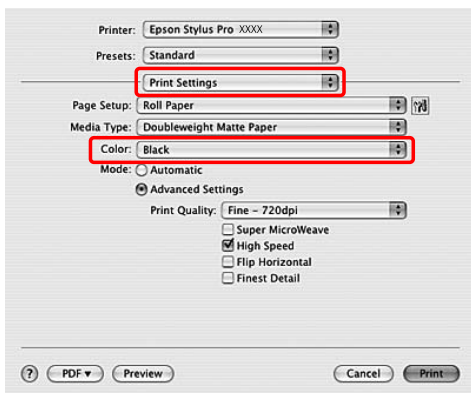 Printer: Epson Stylus Pro XXXX
Presets: Standard
Print Settings
Page Setup: Roll Paper
Media Type: Doubleweight Matte Paper
Color: Black
Mode: Automatic
Advanced Settings
Print Quality: Fine – 720dpi
Super MicroWeave
High Speed
Flip Horizontal
Finest Detail
? PDF ▼ Preview Cancel Print